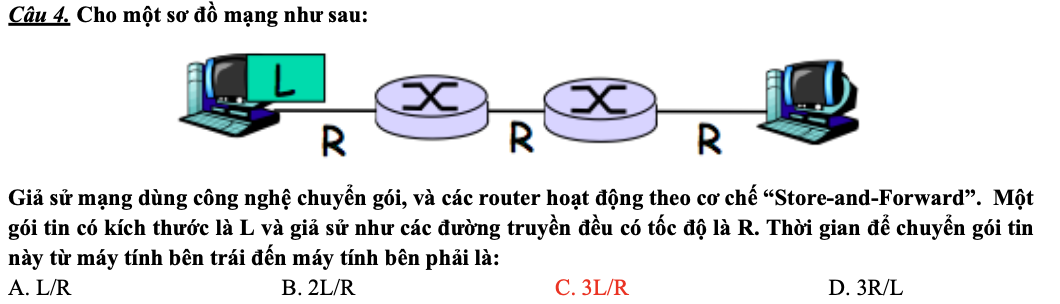 Câu 4. Cho một sơ đồ mạng như sau:
L
R R R
Giả sử mạng dùng công nghệ chuyển gói, và các router hoạt động theo cơ chế “Store-and-Forward”. Một
gói tin có kích thước là L và giả sử như các đường truyền đều có tốc độ là R. Thời gian để chuyển gói tin
này từ máy tính bên trái đến máy tính bên phải là:
A. L/R B. 2L/R C. 3L/R D. 3R/L